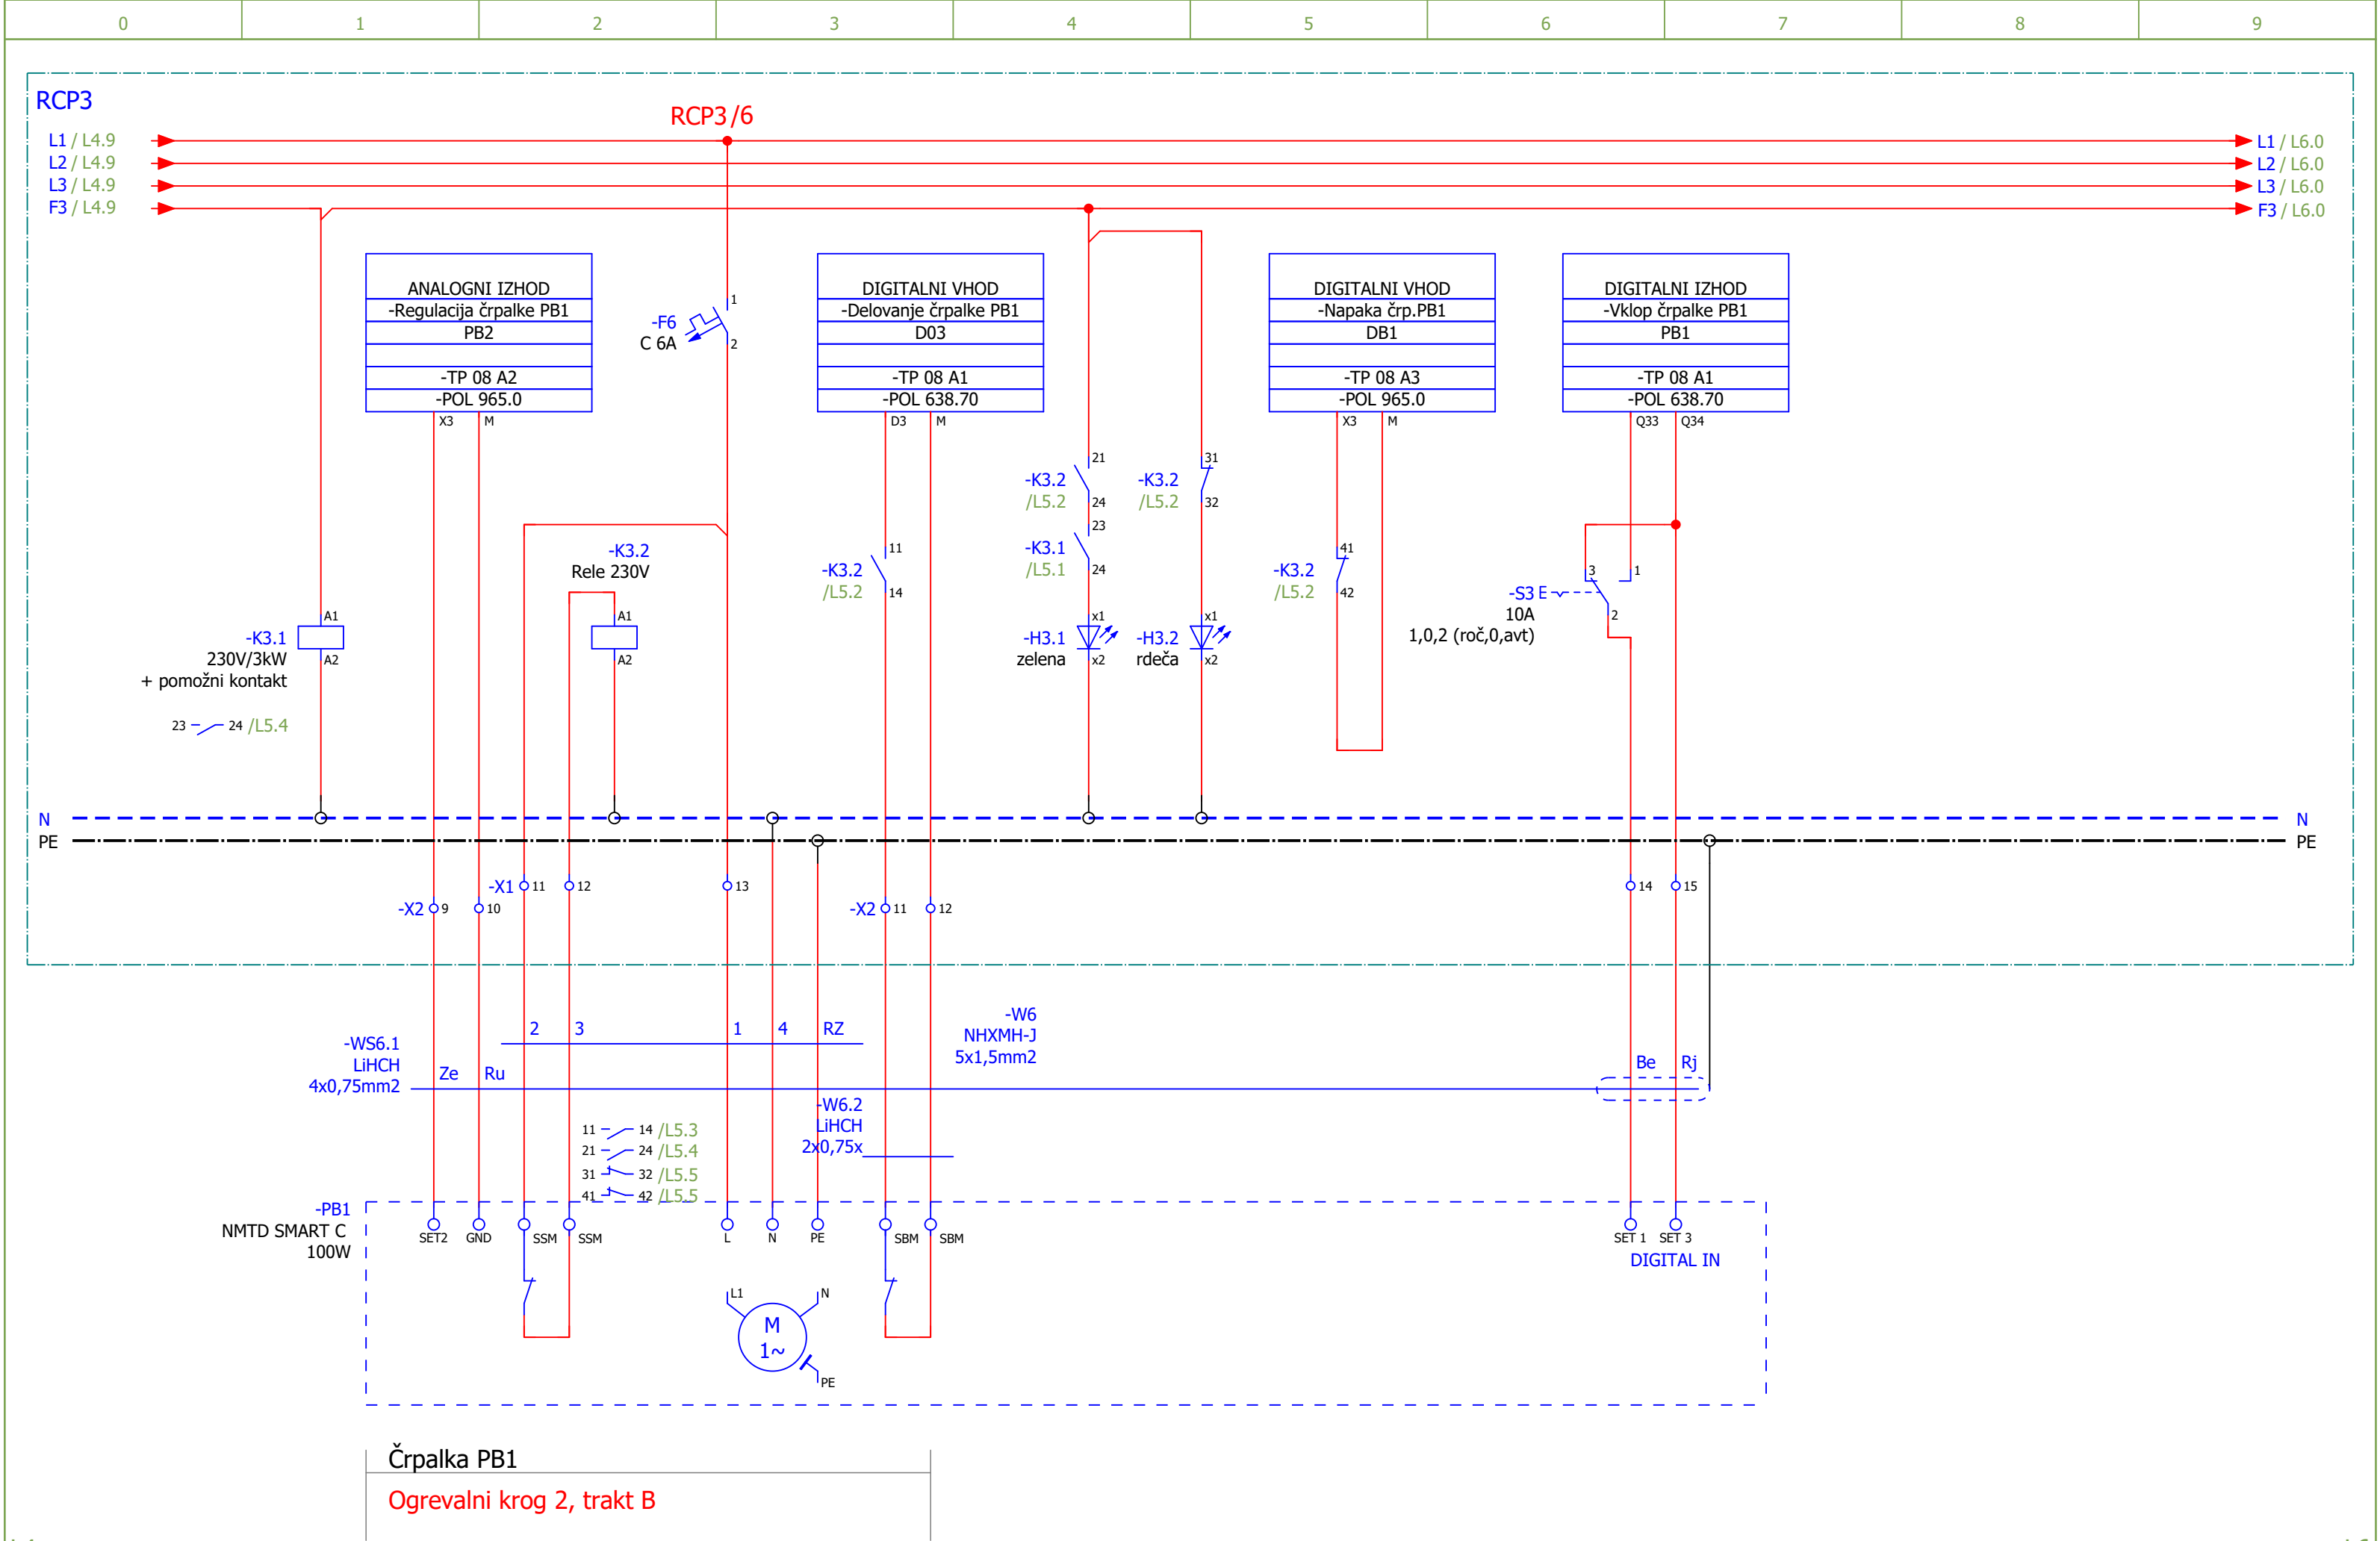 0 1 2 3 4 5 6 7 8 9
RCP3
RCP3/6
L1 / L4.9
L2 / L4.9
L3 / L4.9
F3 / L4.9
L1 / L6.0
L2 / L6.0
L3 / L6.0
F3 / L6.0
ANALOGNI IZHOD
-Regulacija črpalke PB1
PB2
-TP 08 A2
-POL 965.0
X3 M
-F6
C 6A
1
2
DIGITALNI VHOD
-Delovanje črpalke PB1
D03
-TP 08 A1
-POL 638.70
D3 M
DIGITALNI VHOD
-Napaka črp.PB1
DB1
-TP 08 A3
-POL 965.0
X3 M
DIGITALNI IZHOD
-Vklop črpalke PB1
PB1
-TP 08 A1
-POL 638.70
Q33 Q34
-K3.1
230V/3kW
+ pomožni kontakt
A1
A2
23 24 /L5.4
-K3.2
Rele 230V
A1
A2
-K3.2
/L5.2
11
14
-K3.2
/L5.2
21
24
-K3.1
/L5.1
23
24
-H3.1
zelena
x1
x2
-K3.2
/L5.2
31
32
-H3.2
rdeča
x1
x2
-K3.2
/L5.2
41
42
-S3 E
10A
1,0,2 (roč,0,avt)
3 1
2
N N
PE PE
-X1 11 12 13 14 15
-X2 9 10 -X2 11 12
-W6
NHXMH-J
5x1,5mm2
2 3 1 4 RZ
-WS6.1
LiHCH
4x0,75mm2
Ze Ru Be Rj
-W6.2
LiHCH
2x0,75x
11 14 /L5.3
21 24 /L5.4
31 32 /L5.5
41 42 /L5.5
-PB1
NMTD SMART C
100W
SET2 GND SSM SSM L N PE SBM SBM SET 1 SET 3
DIGITAL IN
L1 N
M
1~
PE
Črpalka PB1
Ogrevalni krog 2, trakt B